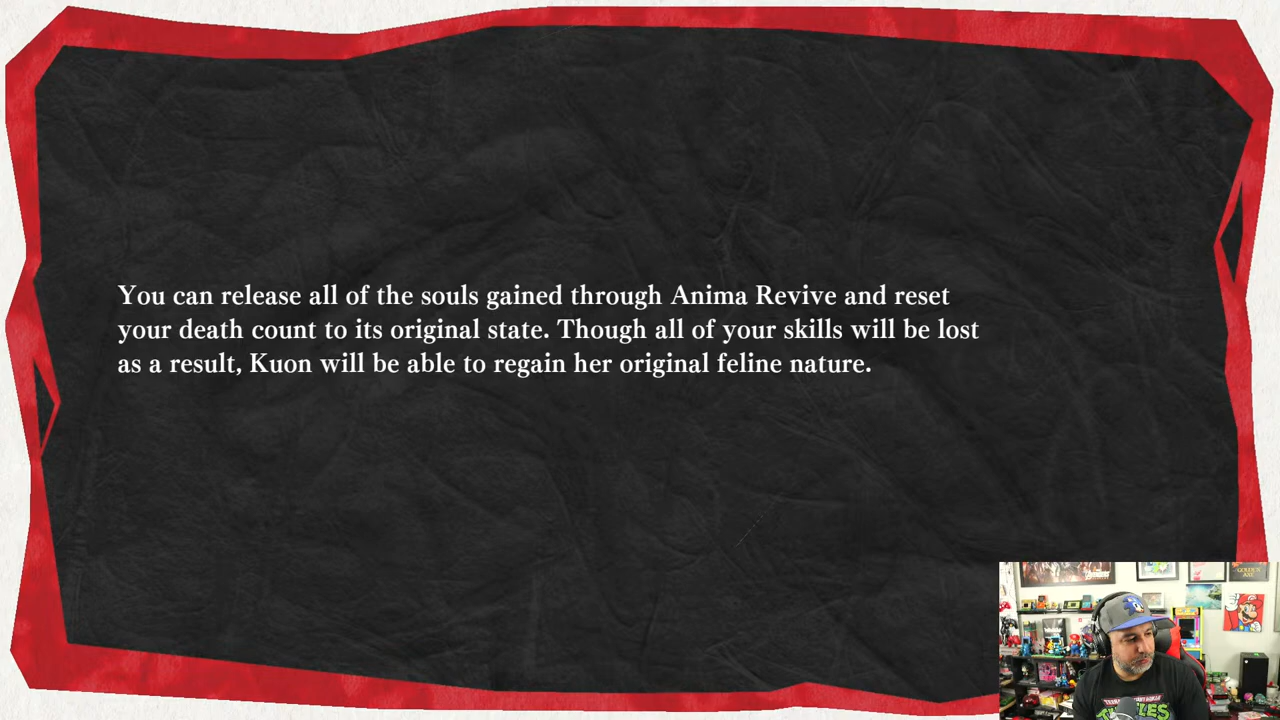 You can release all of the souls gained through Anima Revive and reset
your death count to its original state. Though all of your skills will be lost
as a result, Kuon will be able to regain her original feline nature.
GOLDEN
AXE